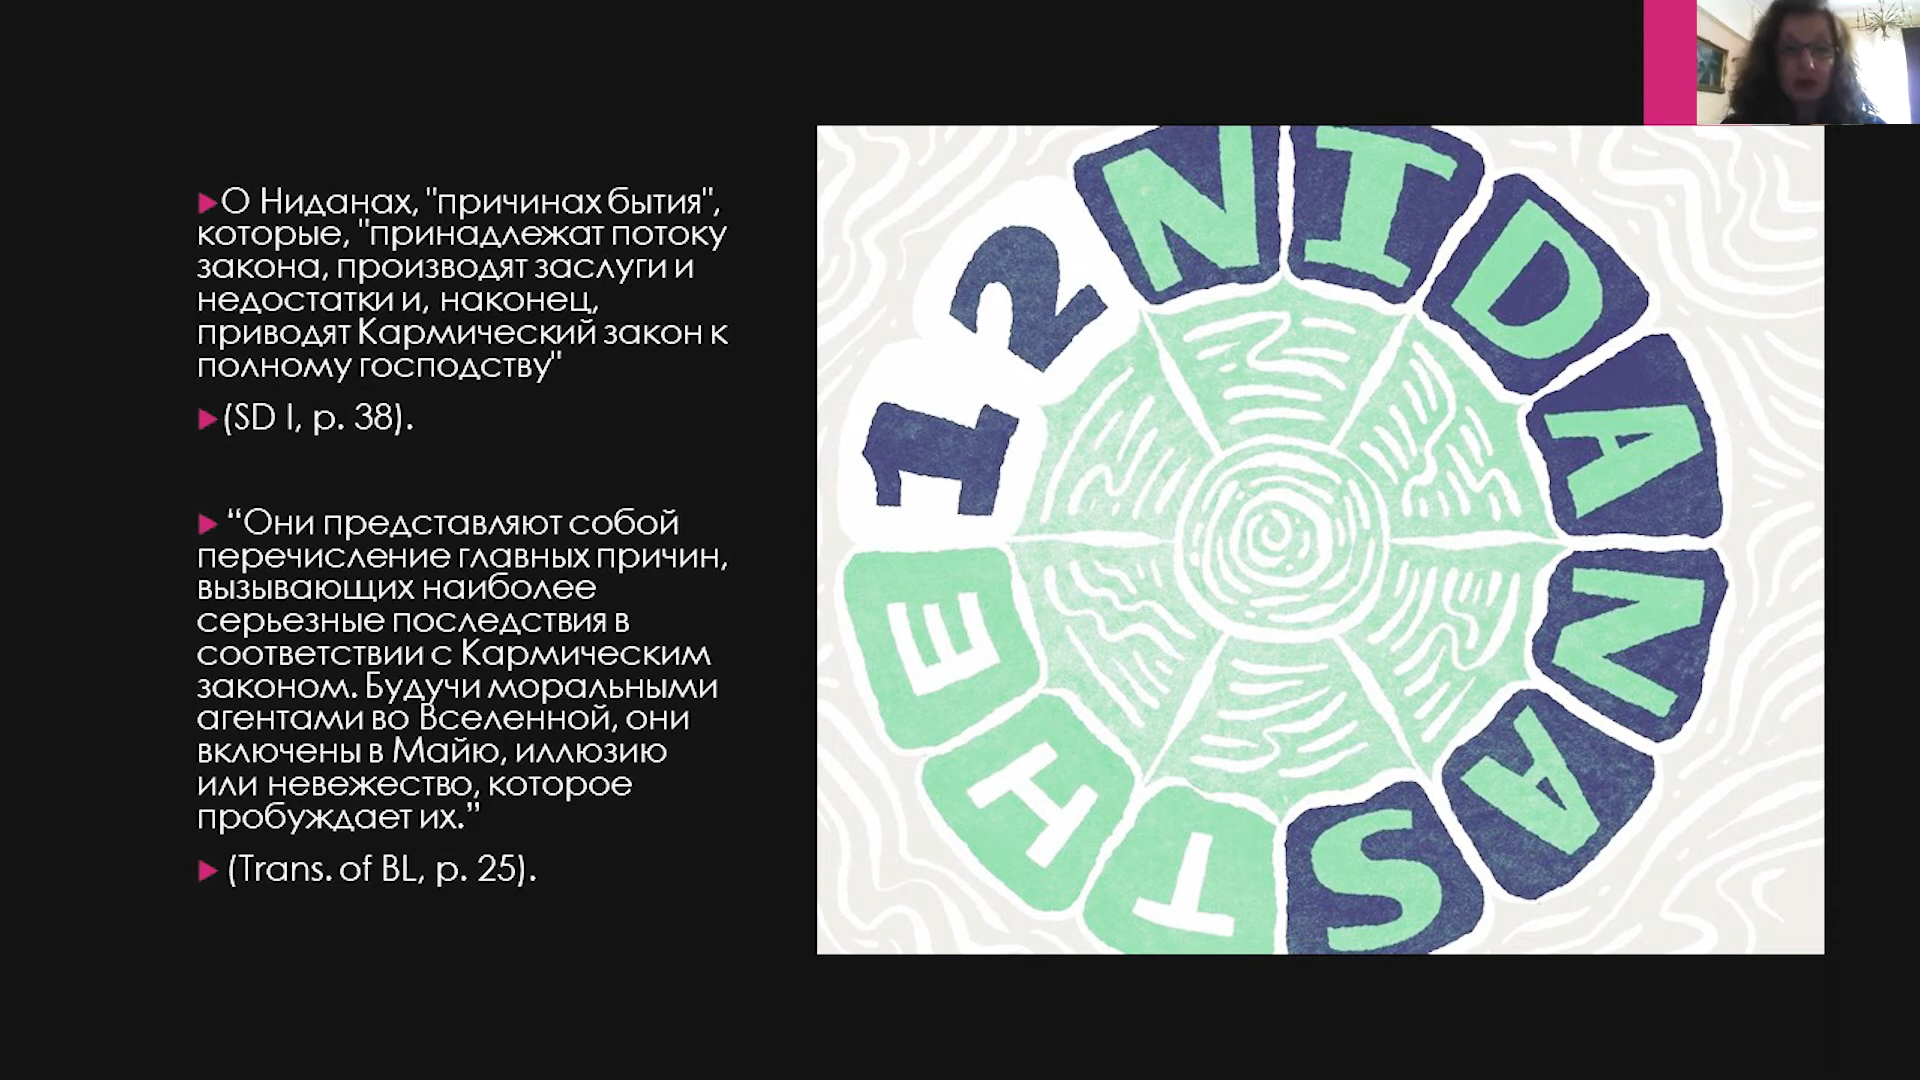 О Ниданах, "причинах бытия",
которые, "принадлежат потоку
закона, производят заслуги и
недостатки и, наконец,
приводят Кармический закон к
полному господству"
(SD I, p. 38).
“Они представляют собой
перечисление главных причин,
вызывающих наиболее
серьезные последствия в
соответствии с Кармическим
законом. Будучи моральными
агентами во Вселенной, они
включены в Майю, иллюзию
или невежество, которое
пробуждает их.”
(Trans. of BL, p. 25).
THE 12 NIDANAS